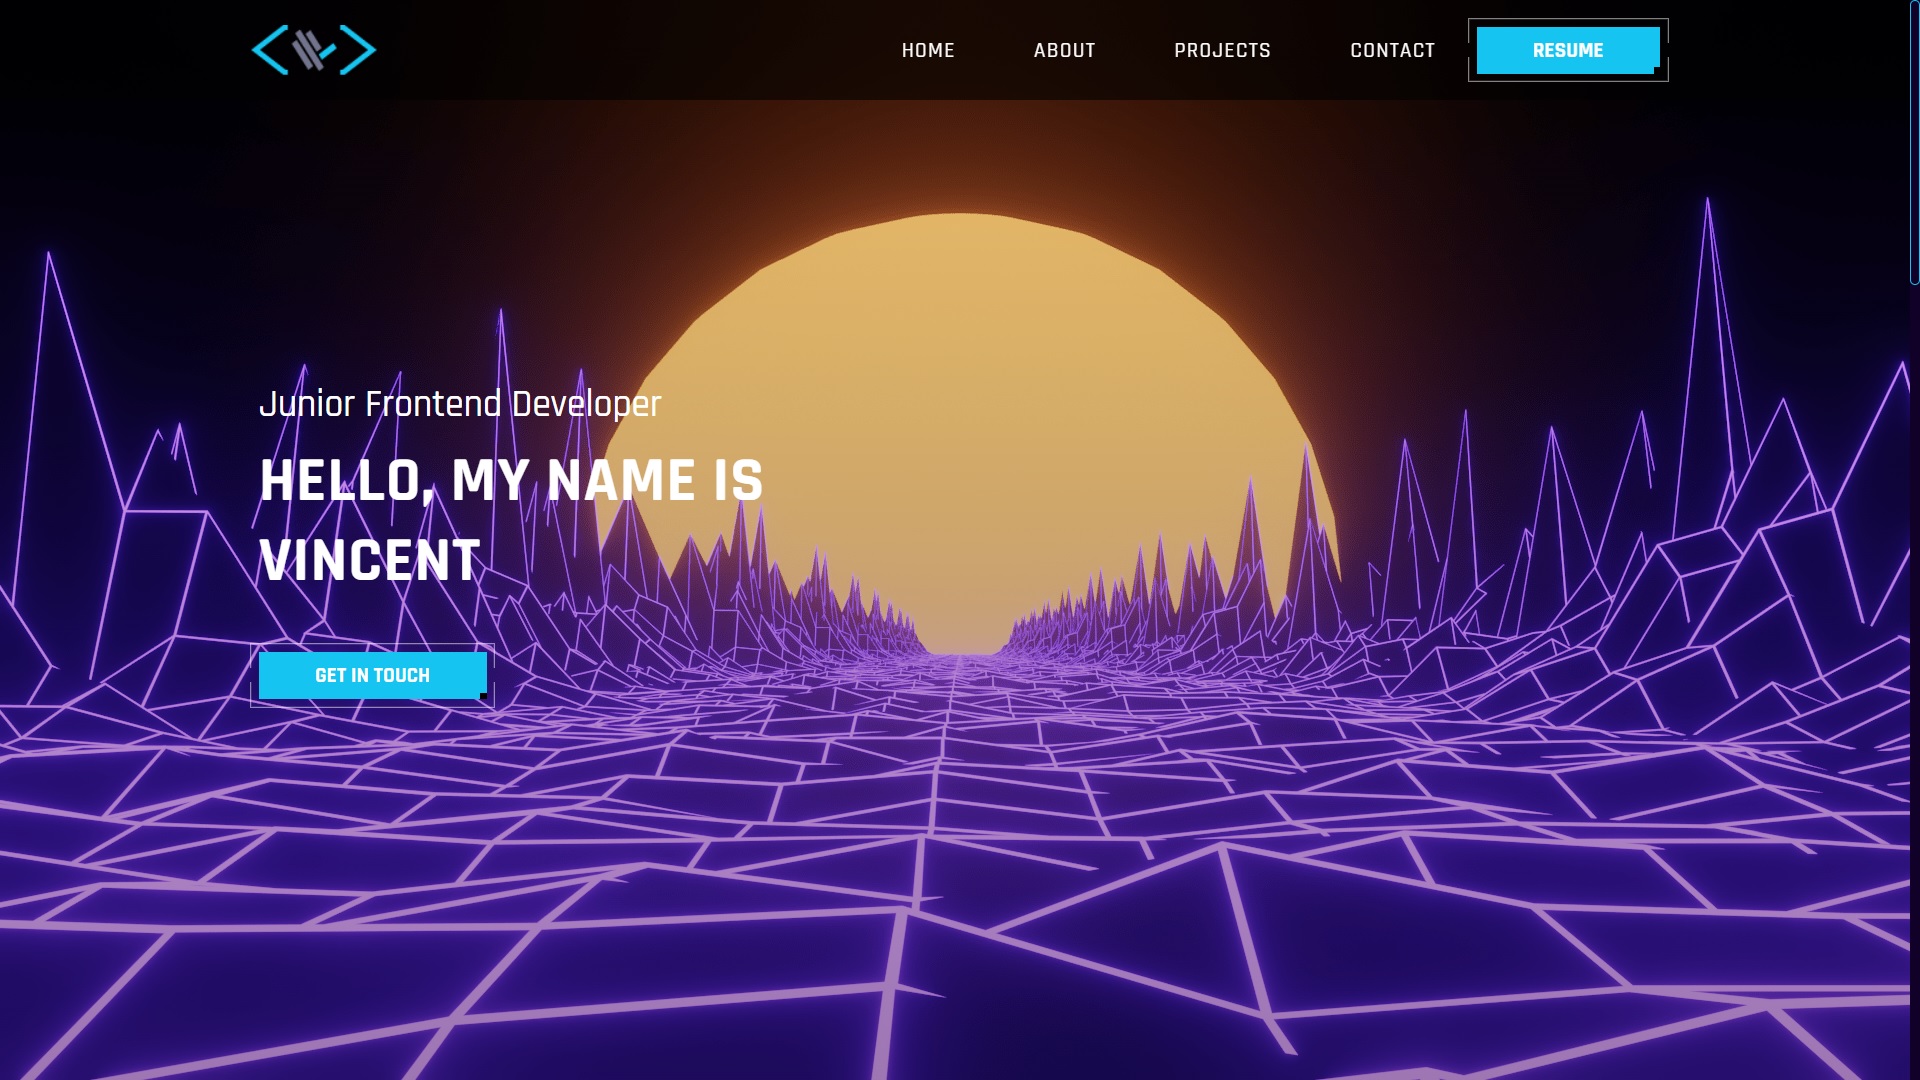 HOME ABOUT PROJECTS CONTACT RESUME
Junior Frontend Developer
HELLO, MY NAME IS
VINCENT
GET IN TOUCH